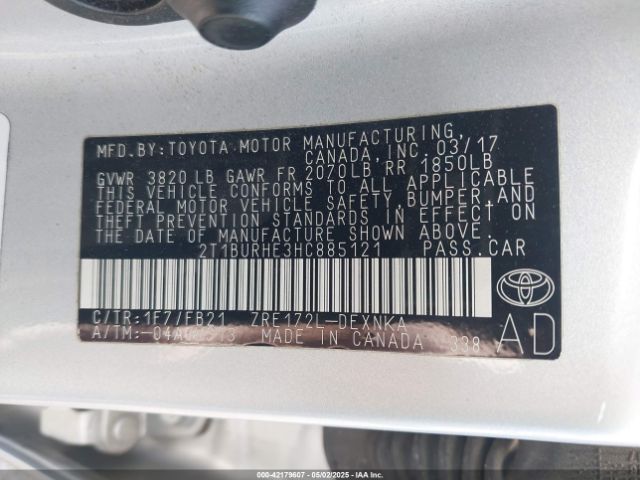 MFD.BY:TOYOTA MOTOR MANUFACTURING,
CANADA,INC. 03/17
GVWR 3820LB GAWR FR 2070LB RR 1850LB
THIS VEHICLE CONFORMS TO ALL APPLICABLE
FEDERAL MOTOR VEHICLE SAFETY,BUMPER,AND
THEFT PREVENTION STANDARDS IN EFFECT ON
THE DATE OF MANUFACTURE SHOWN ABOVE.
2T1BURHE3HC885121 PASS.CAR
C/TR:1F7/FB21 ZRE172L-DEXNKA
A/TM:
MADE IN CANADA 338
AD
000-42179607 - 05/02/2025 - IAA Inc.